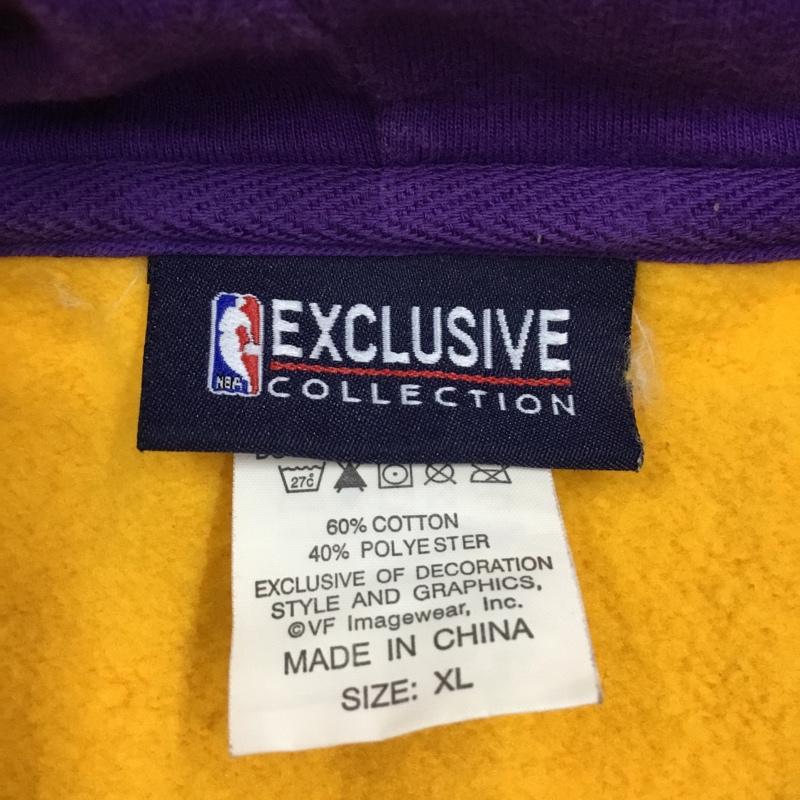 NBA
EXCLUSIVE
COLLECTION
27c
60% COTTON
40% POLYESTER
EXCLUSIVE OF DECORATION
STYLE AND GRAPHICS,
©VF Imagewear, Inc.
MADE IN CHINA
SIZE: XL